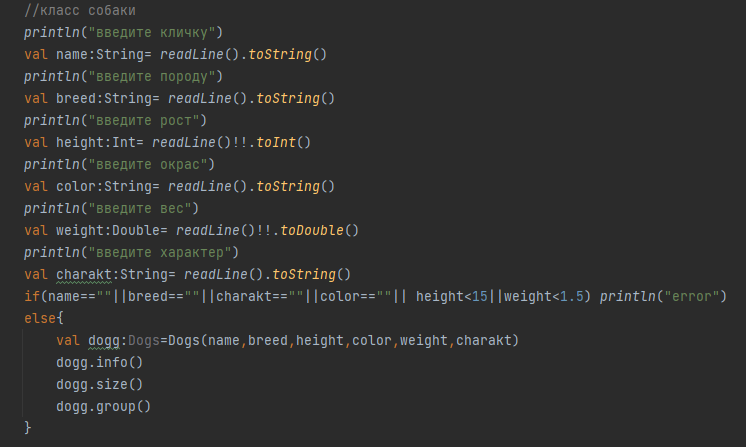 //класс собаки
println("введите кличку")
val name:String= readLine().toString()
println("введите породу")
val breed:String= readLine().toString()
println("введите рост")
val height:Int= readLine()!!.toInt()
println("введите окрас")
val color:String= readLine().toString()
println("введите вес")
val weight:Double= readLine()!!.toDouble()
println("введите характер")
val charakt:String= readLine().toString()
if(name==""||breed==""||charakt==""||color==""|| height<15||weight<1.5) println("error")
else{
    val dogg:Dogs=Dogs(name,breed,height,color,weight,charakt)
    dogg.info()
    dogg.size()
    dogg.group()
}